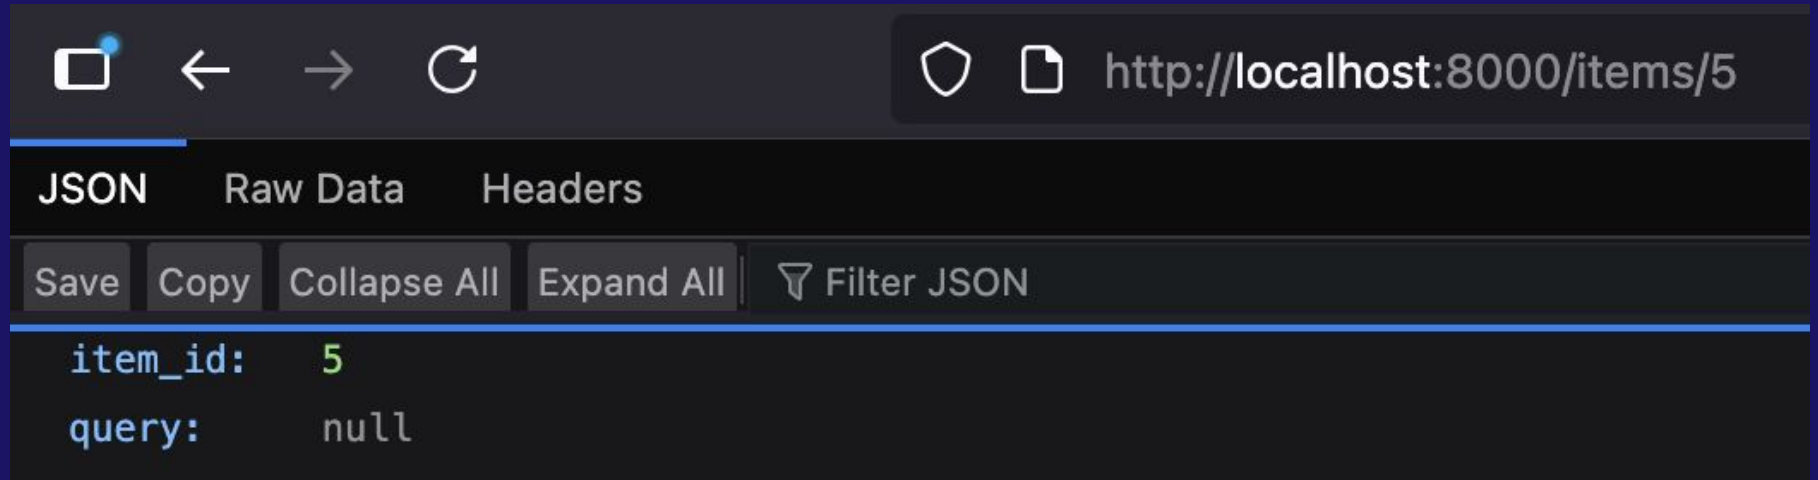 http://localhost:8000/items/5
JSON Raw Data Headers
Save Copy Collapse All Expand All Filter JSON
item_id: 5
query: null